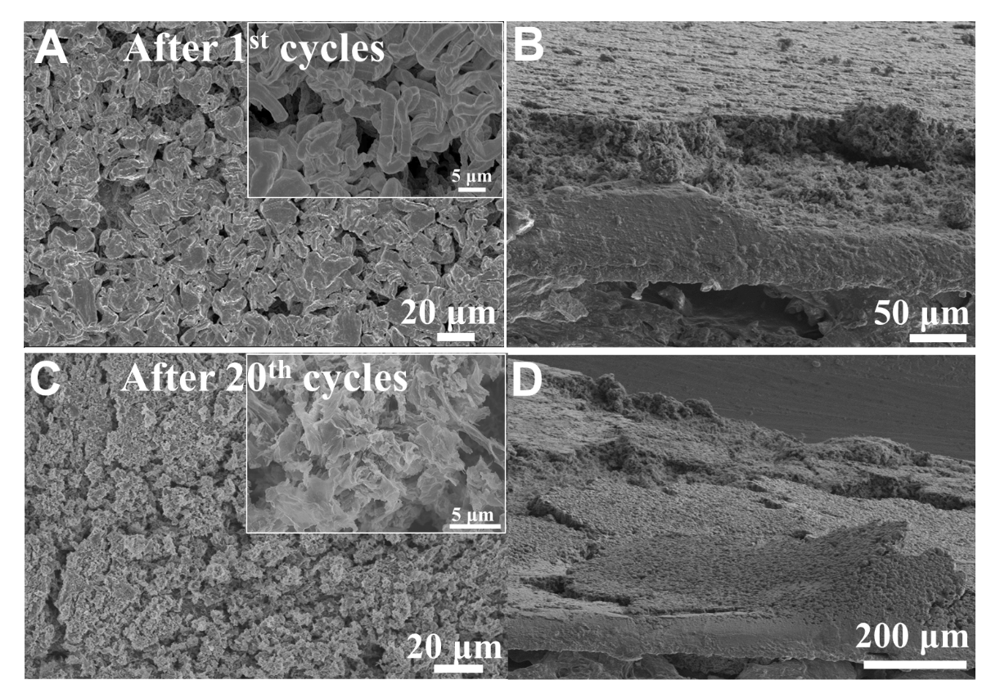 A After 1st cycles
5 µm
20 µm
B
50 µm
C After 20th cycles
5 µm
20 µm
D
200 µm